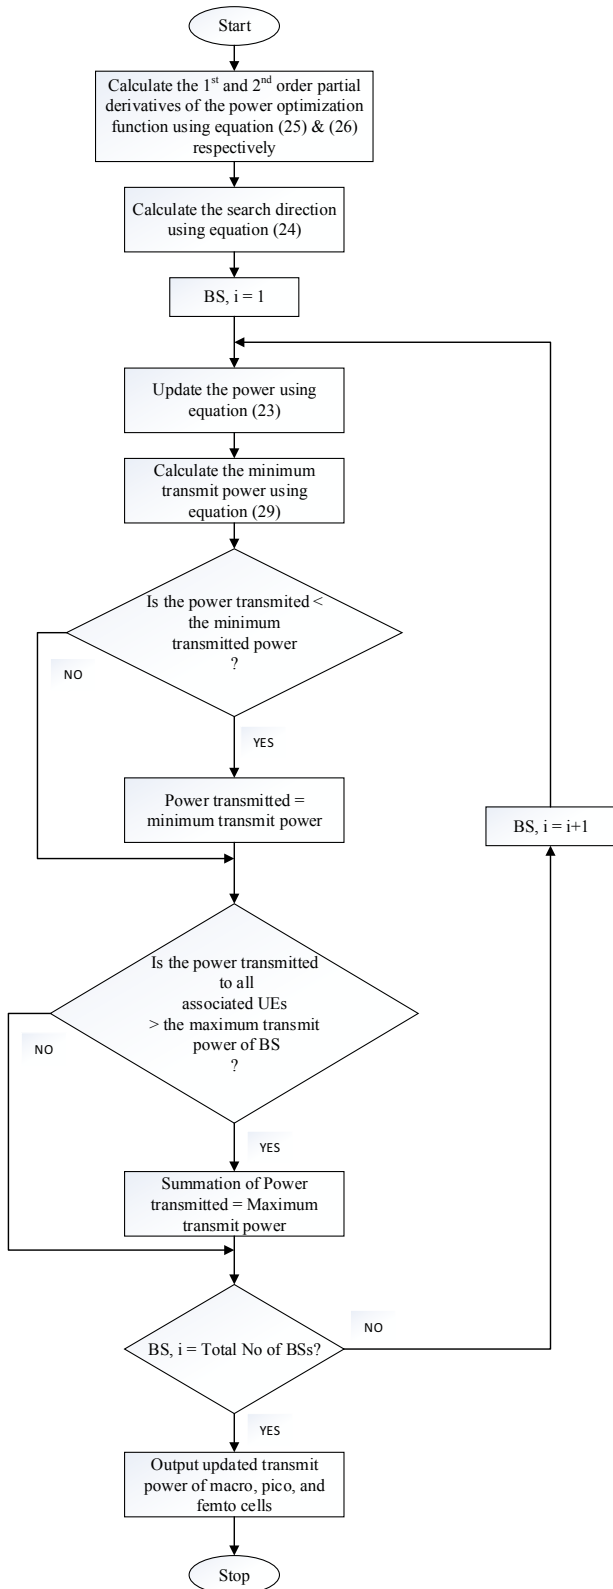 Start
Calculate the 1st and 2nd order partial
derivatives of the power optimization
function using equation (25) & (26)
respectively
Calculate the search direction
using equation (24)
BS, i = 1
Update the power using
equation (23)
Calculate the minimum
transmit power using
equation (29)
Is the power transmited <
the minimum
transmitted power
?
NO
YES
Power transmitted =
minimum transmit power
BS, i = i+1
Is the power transmitted
to all
associated UEs
> the maximum transmit
power of BS
?
NO
YES
Summation of Power
transmitted = Maximum
transmit power
BS, i = Total No of BSs?
NO
YES
Output updated transmit
power of macro, pico, and
femto cells
Stop